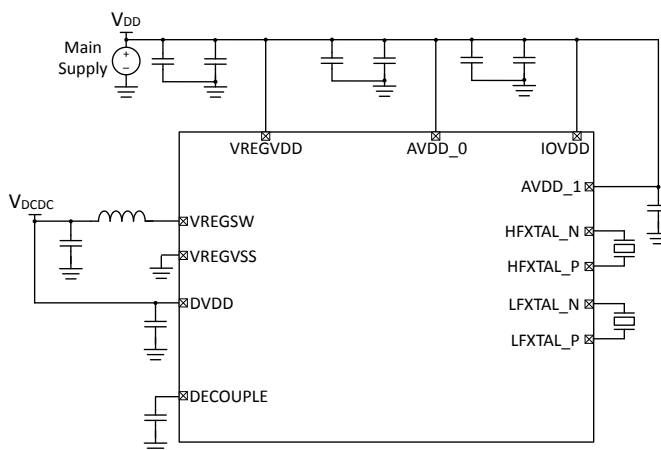 VDD
Main
Supply
+
–
VREGVDD
AVDD_0
IOVDD
AVDD_1
VDCDC
VREGSW
HFXTAL_N
VREGVSS
HFXTAL_P
DVDD
LFXTAL_N
LFXTAL_P
DECOUPLE